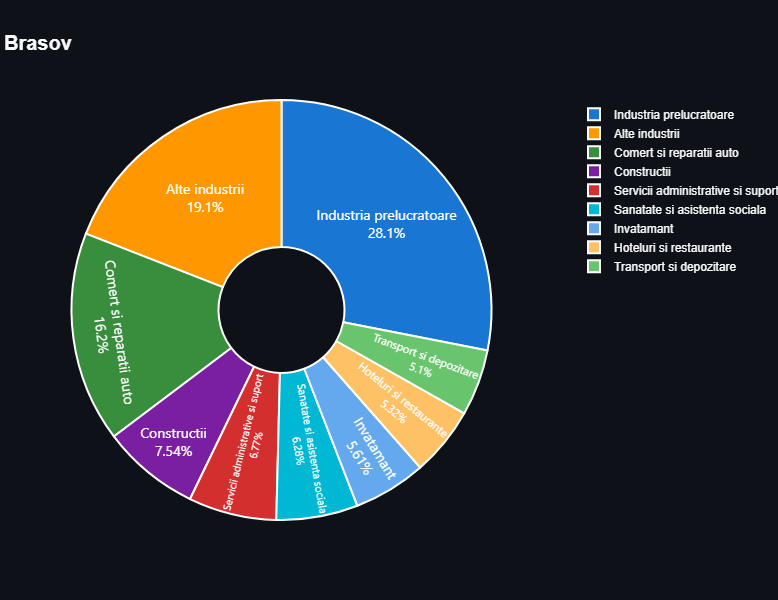 Brasov
Industria prelucratoare
28.1%
Alte industrii
19.1%
Comert si reparatii auto
16.2%
Constructii
7.54%
Servicii administrative si suport
6.77%
Sanatate si asistenta sociala
6.28%
Invatamant
5.61%
Hoteluri si restaurante
5.32%
Transport si depozitare
5.1%
Industria prelucratoare
Alte industrii
Comert si reparatii auto
Constructii
Servicii administrative si suport
Sanatate si asistenta sociala
Invatamant
Hoteluri si restaurante
Transport si depozitare